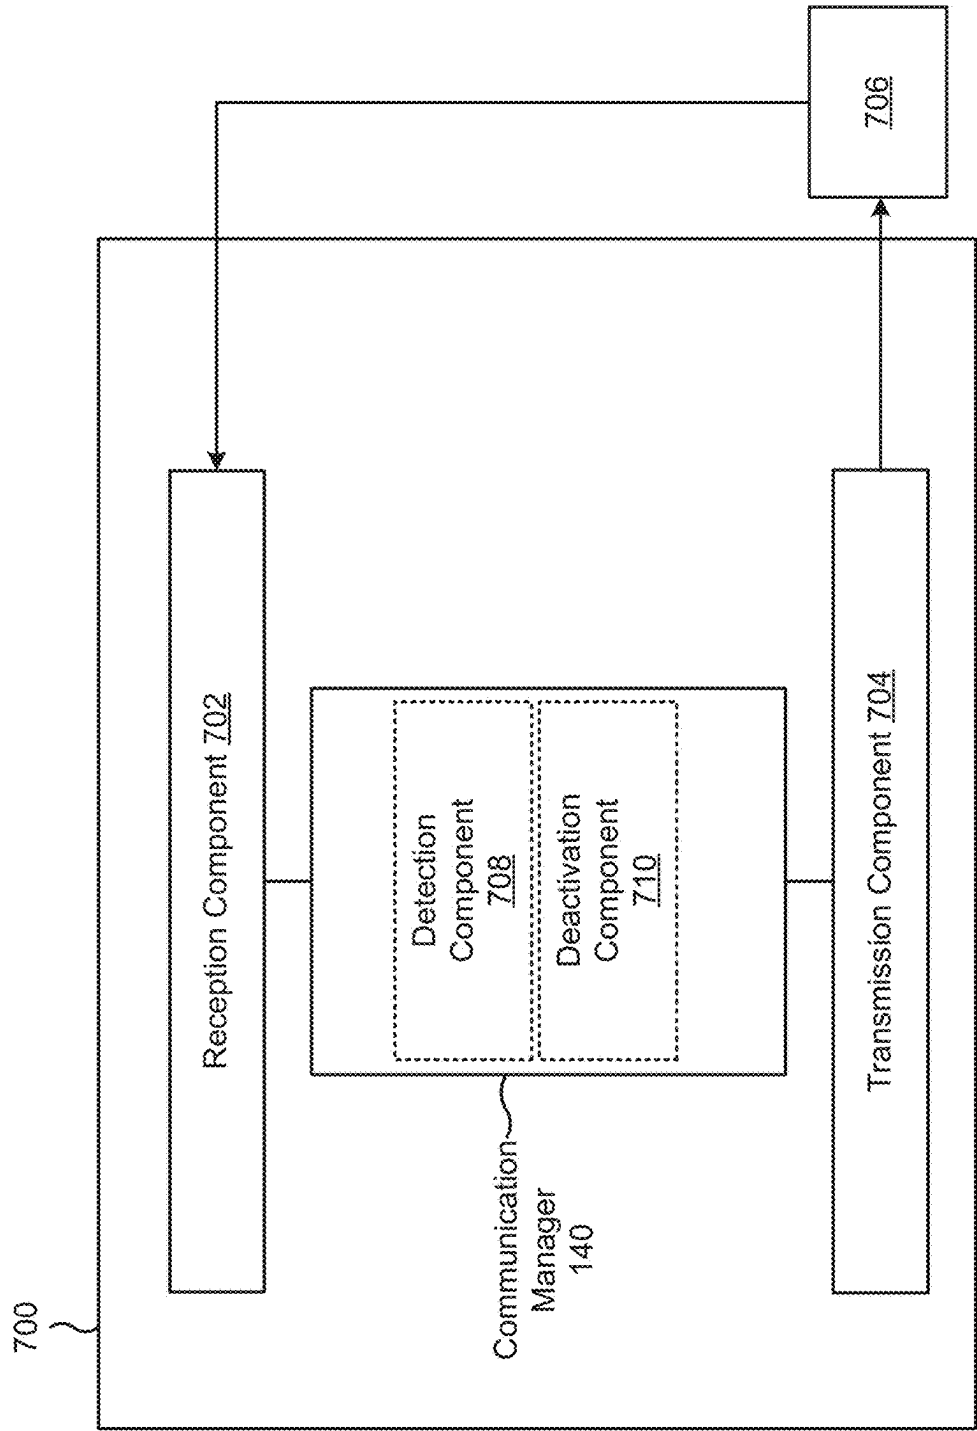 700
Reception Component 702
706
Communication
Manager
140
Detection
Component
708
Deactivation
Component
710
Transmission Component 704